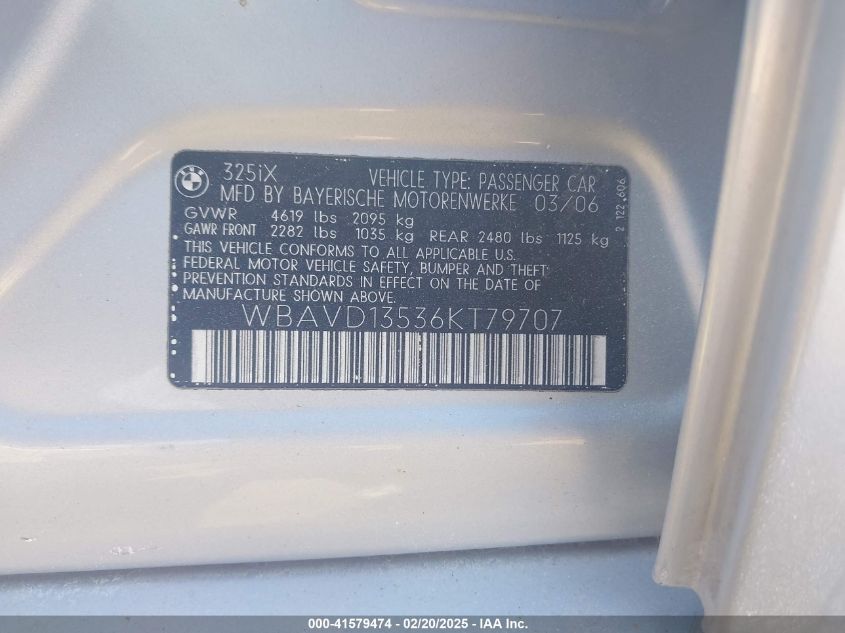 BMW
325iX VEHICLE TYPE: PASSENGER CAR
MFD BY BAYERISCHE MOTORENWERKE 03/06
GVWR 4619 lbs 2095 kg
GAWR FRONT 2282 lbs 1035 kg REAR 2480 lbs 1125 kg
THIS VEHICLE CONFORMS TO ALL APPLICABLE U.S.
FEDERAL MOTOR VEHICLE SAFETY, BUMPER AND THEFT
PREVENTION STANDARDS IN EFFECT ON THE DATE OF
MANUFACTURE SHOWN ABOVE.
WBAVD13536KT79707
2 122 606
000-41579474 / 02/20/2025 - IAA Inc.